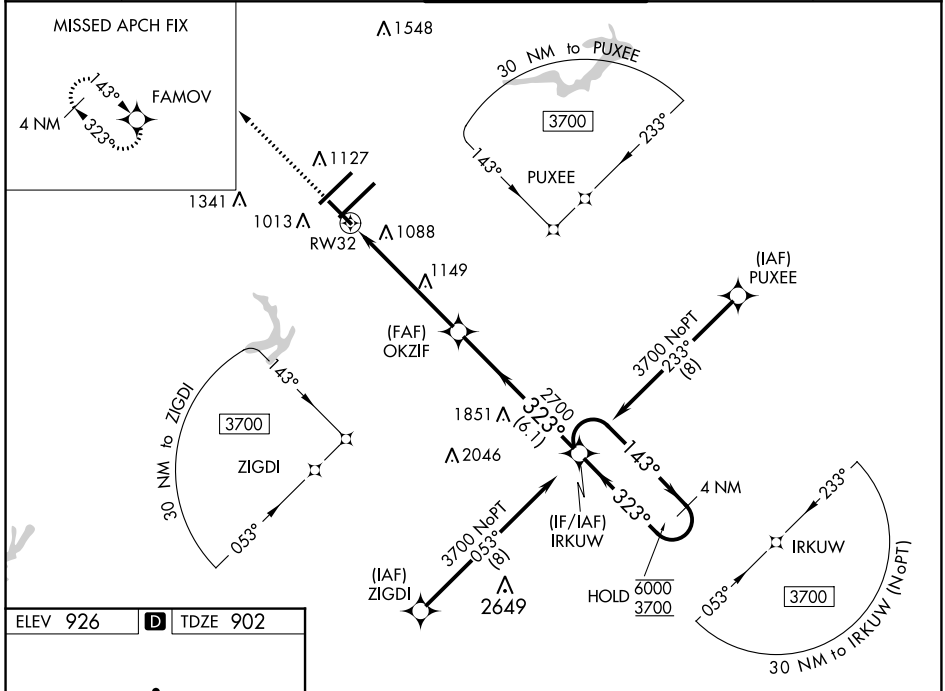 MISSED APCH FIX
143°
FAMOV
4 NM
323°
1548
30 NM to PUXEE
3700
143°
233°
PUXEE
1127
1341
1013
RW32
1088
1149
(FAF)
OKZIF
(IAF)
PUXEE
3700 NoPT
233°
(8)
30 NM to ZIGDI
143°
3700
ZIGDI
053°
2700
323°
(6.1)
1851
2046
143°
323°
4 NM
(IF/IAF)
IRKUW
3700 NoPT
053°
(8)
(IAF)
ZIGDI
2649
HOLD 6000
3700
233°
IRKUW
053°
3700
30 NM to IRKUW (NoPT)
ELEV 926 D TDZE 902